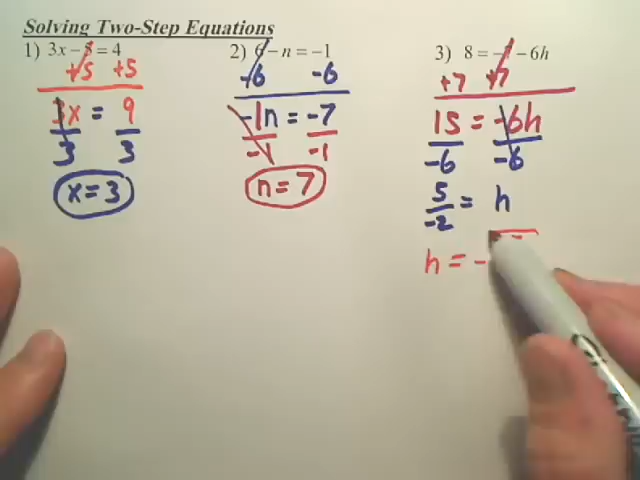 Solving Two-Step Equations
1) 3x - 5 = 4
+5 +5
3x = 9
3 3
x = 3
2) 6 - n = -1
-6 -6
-1n = -7
-1 -1
n = 7
3) 8 = -7 - 6h
+7 +7
15 = -6h
-6 -6
5/-2 = h
h = -